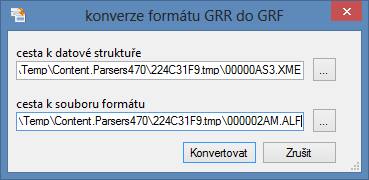 konverze formátu GRR do GRF
cesta k datové struktuře
\Temp\Content.Parsers470\224C31F9.tmp\00000AS3.XME
...
cesta k souboru formátu
\Temp\Content.Parsers470\224C31F9.tmp\000002AM.ALF
...
Konvertovat
Zrušit